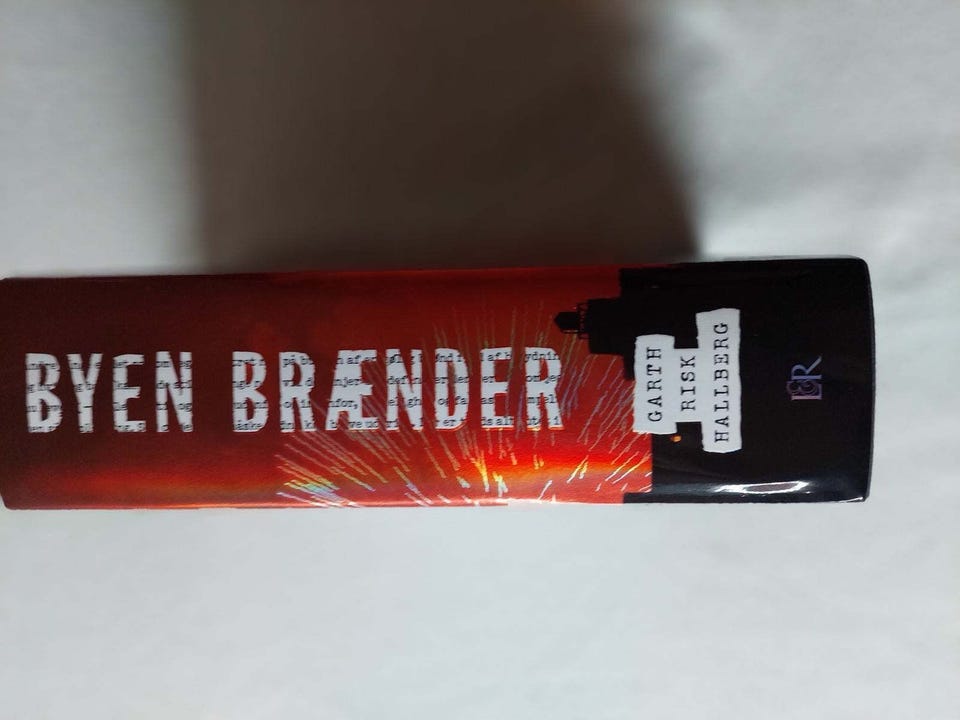 BYEN BRÆNDER
GARTH
RISK
HALLBERG
L&R